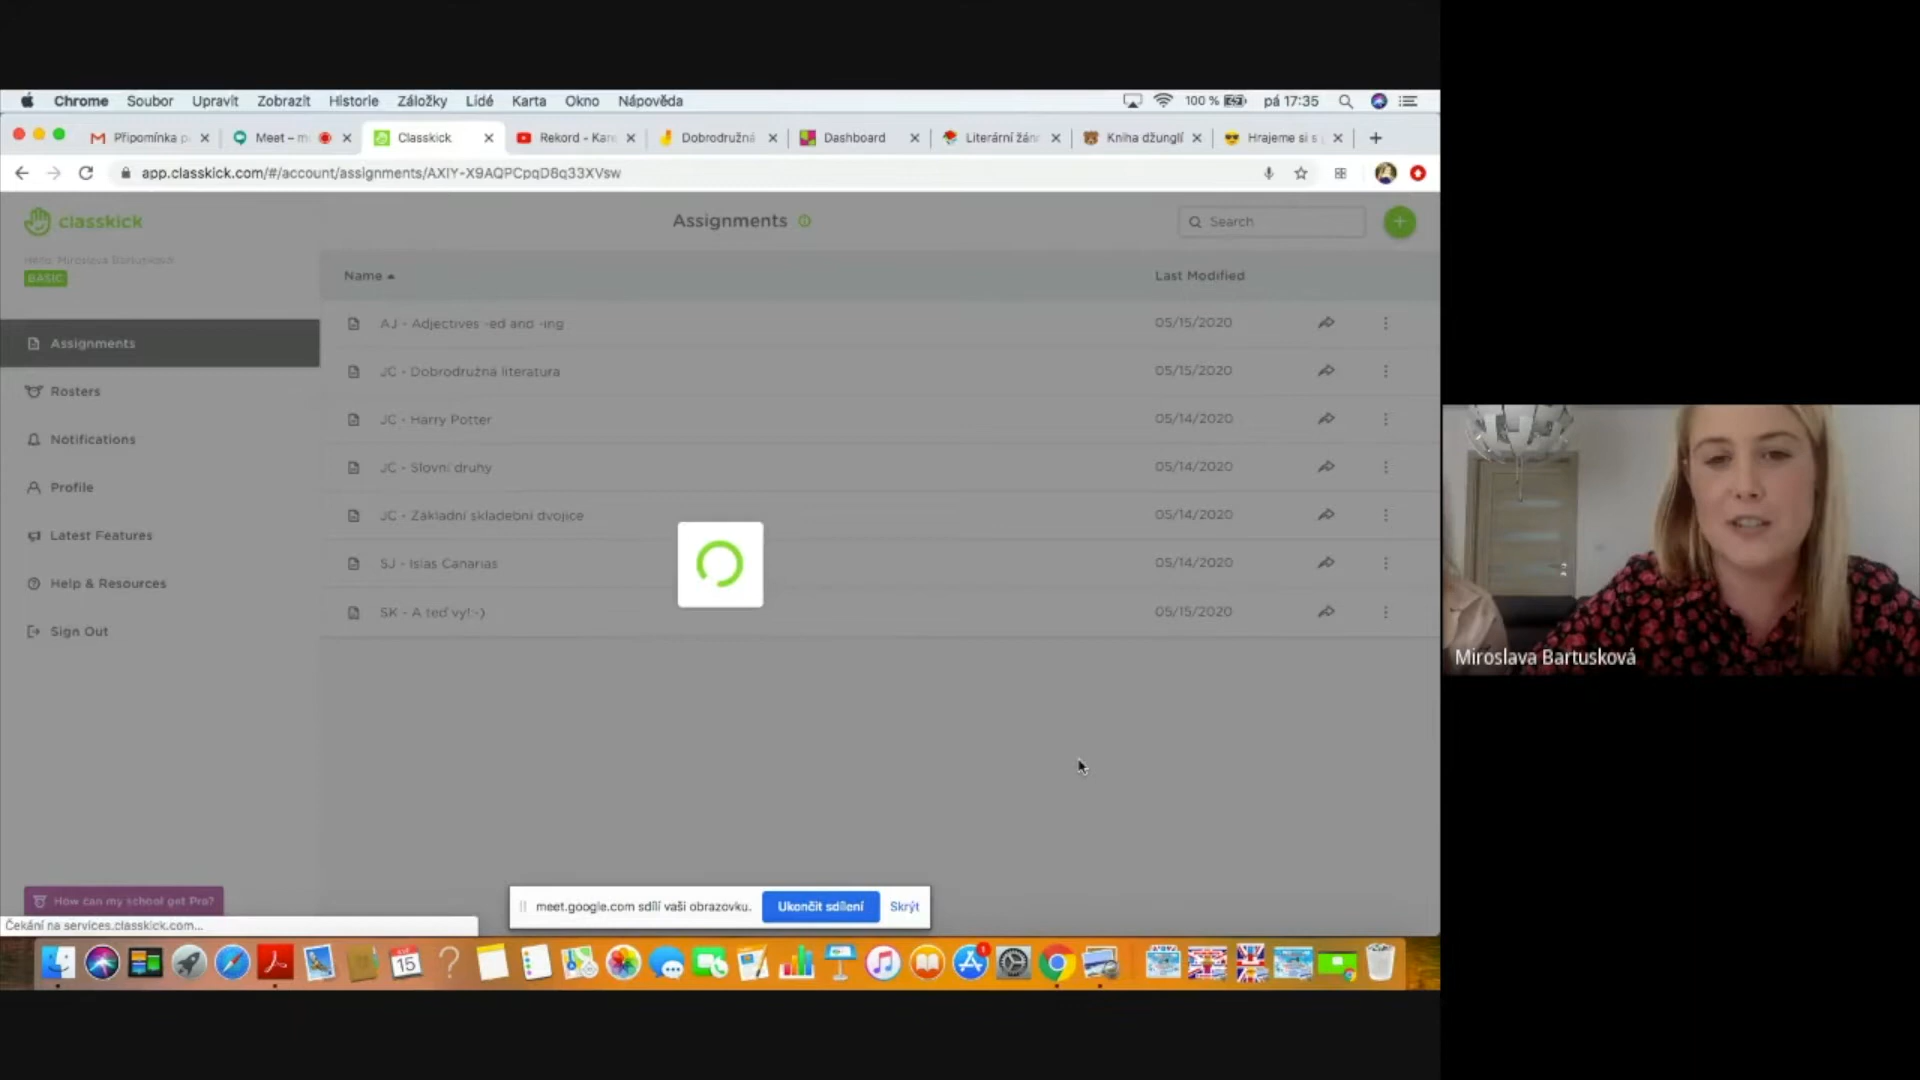 Chrome Soubor Upravit Zobrazit Historie Záložky Lidé Karta Okno Nápověda 100 % pá 17:35
Připomínka p Meet – m Classkick Rekord - Kar Dobrodružná Dashboard Literární žán Kniha džunglí Hrajeme si s
app.classkick.com/#/account/assignments/AXIY-X9AQPCpqD8q33XVsw
classkick
Assignments
Search
Hello, Miroslava Bartusková
BASIC
Name Last Modified
Assignments
Rosters
Notifications
Profile
Latest Features
Help & Resources
Sign Out
AJ - Adjectives -ed and -ing 05/15/2020
JC - Dobrodružná literatura 05/15/2020
JC - Harry Potter 05/14/2020
JC - Slovní druhy 05/14/2020
JC - Základní skladební dvojice 05/14/2020
SJ - Islas Canarias 05/14/2020
SK - A teď vy!:-) 05/15/2020
Miroslava Bartusková
How can my school get Pro?
Čekání na services.classkick.com...
meet.google.com sdílí vaši obrazovku. Ukončit sdílení Skrýt
15
1